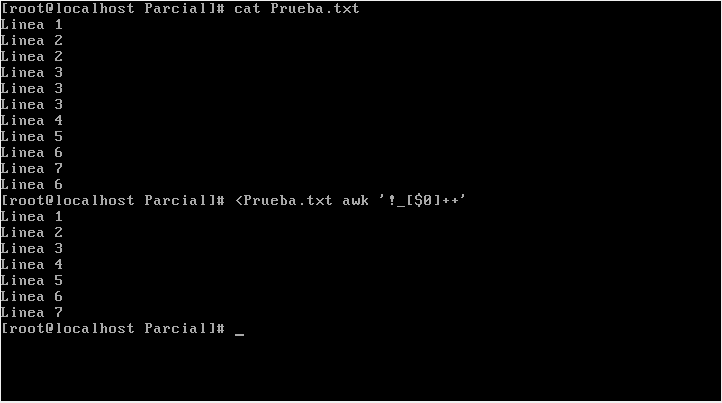 [root@localhost Parcial]# cat Prueba.txt
Linea 1
Linea 2
Linea 2
Linea 3
Linea 3
Linea 3
Linea 4
Linea 5
Linea 6
Linea 7
Linea 6
[root@localhost Parcial]# <Prueba.txt awk '!_[$0]++'
Linea 1
Linea 2
Linea 3
Linea 4
Linea 5
Linea 6
Linea 7
[root@localhost Parcial]# _